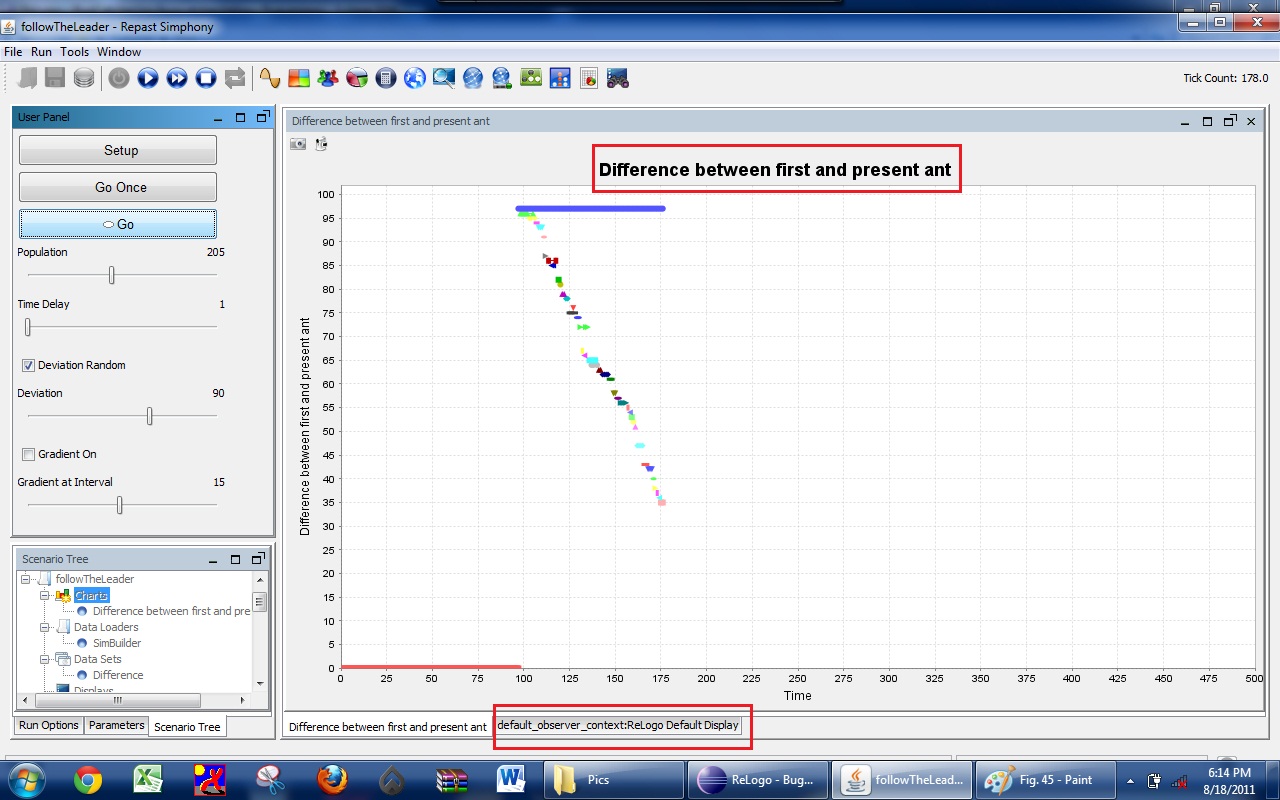 followTheLeader - Repast Simphony
File Run Tools Window
Tick Count: 178.0
User Panel
Setup
Go Once
Go
Population 205
Time Delay 1
Deviation Random
Deviation 90
Gradient On
Gradient at Interval 15
Scenario Tree
followTheLeader
Charts
Difference between first and pre
Data Loaders
SimBuilder
Data Sets
Difference
Displays
Run Options Parameters Scenario Tree
Difference between first and present ant
Difference between first and present ant
Difference between first and present ant
100
95
90
85
80
75
70
65
60
55
50
45
40
35
30
25
20
15
10
5
0
0 25 50 75 100 125 150 175 200 225 250 275 300 325 350 375 400 425 450 475 500
Time
Difference between first and present ant default_observer_context:ReLogo Default Display
Pics ReLogo - Bug... followTheLead... Fig. 45 - Paint
6:14 PM
8/18/2011